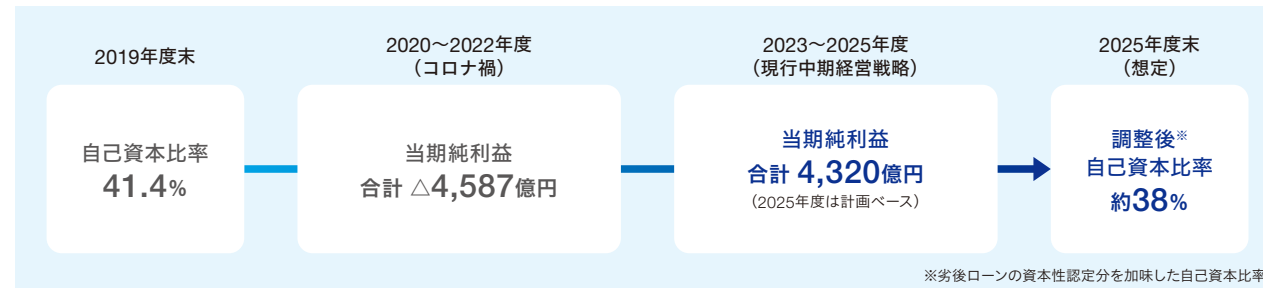 2019年度末
自己資本比率
41.4%
2020〜2022年度
（コロナ禍）
当期純利益
合計 △4,587億円
2023〜2025年度
（現行中期経営戦略）
当期純利益
合計 4,320億円
（2025年度は計画ベース）
2025年度末
（想定）
調整後※
自己資本比率
約38%
※劣後ローンの資本性認定分を加味した自己資本比率